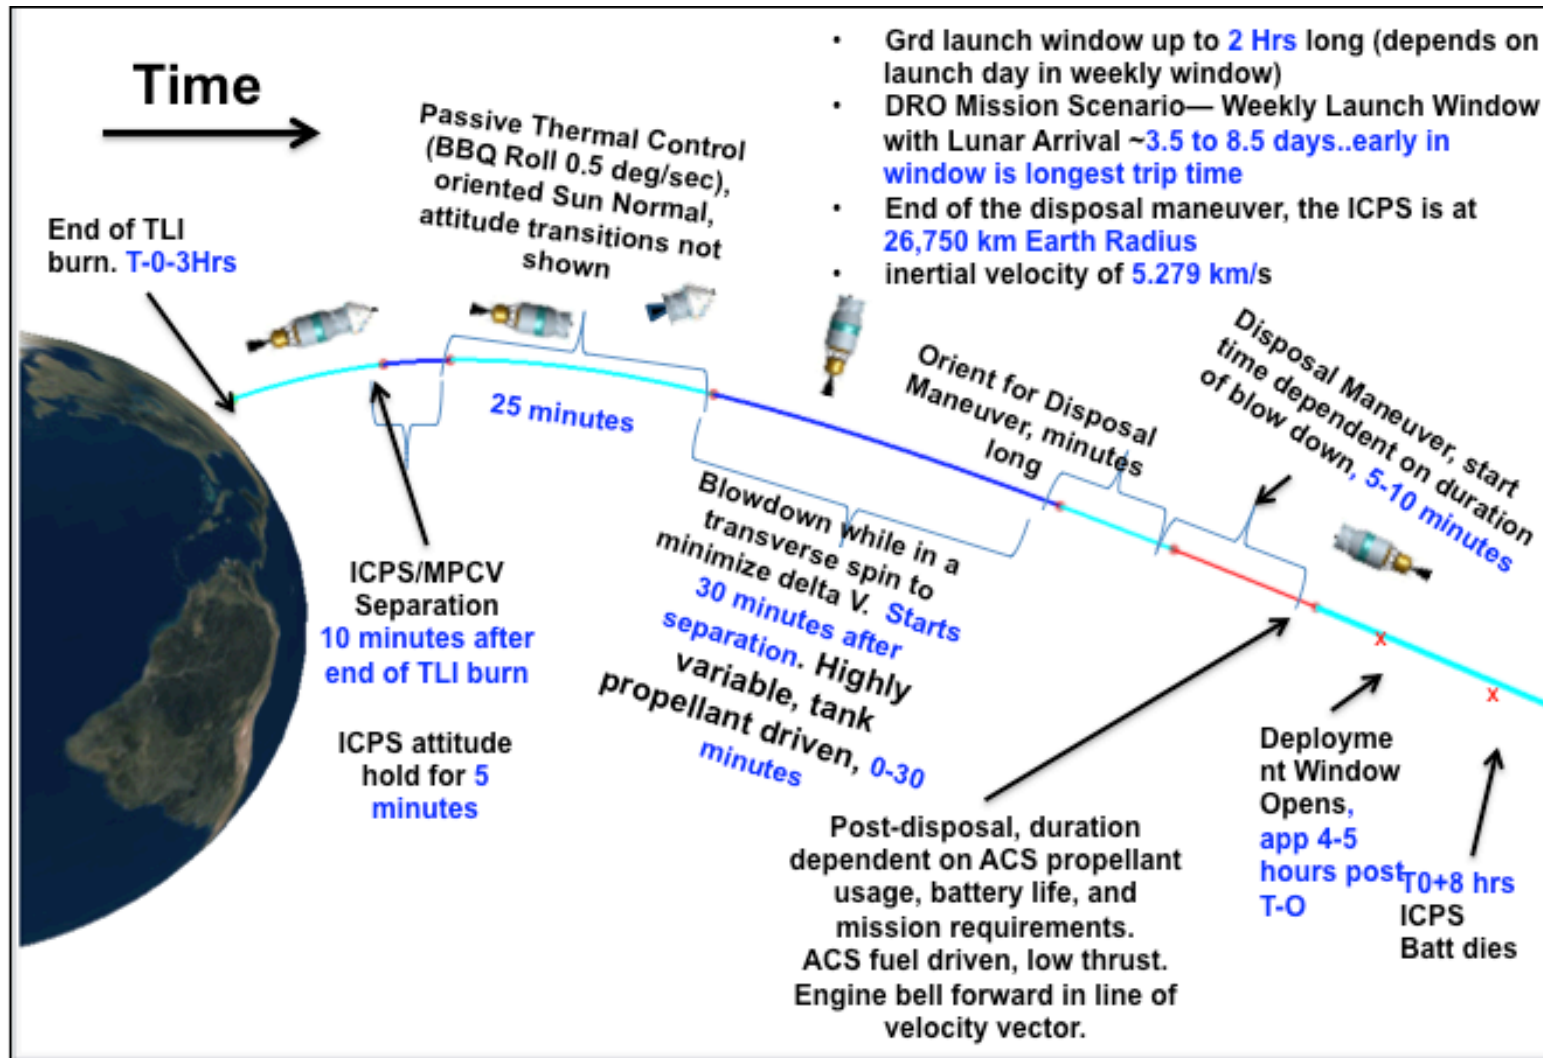 Time
• Grd launch window up to 2 Hrs long (depends on
launch day in weekly window)
• DRO Mission Scenario— Weekly Launch Window
with Lunar Arrival ~3.5 to 8.5 days..early in
window is longest trip time
• End of the disposal maneuver, the ICPS is at
26,750 km Earth Radius
• inertial velocity of 5.279 km/s
End of TLI
burn. T-0-3Hrs
Passive Thermal Control
(BBQ Roll 0.5 deg/sec),
oriented Sun Normal,
attitude transitions not
shown
25 minutes
ICPS/MPCV
Separation
10 minutes after
end of TLI burn
ICPS attitude
hold for 5
minutes
Blowdown while in a
transverse spin to
minimize delta V. Starts
30 minutes after
separation. Highly
variable, tank
propellant driven, 0-30
minutes
Orient for Disposal
Maneuver, minutes
long
Disposal Maneuver, start
time dependent on duration
of blow down, 5-10 minutes
x
x
Post-disposal, duration
dependent on ACS propellant
usage, battery life, and
mission requirements.
ACS fuel driven, low thrust.
Engine bell forward in line of
velocity vector.
Deployme
nt Window
Opens,
app 4-5
hours post
T-O
T0+8 hrs
ICPS
Batt dies